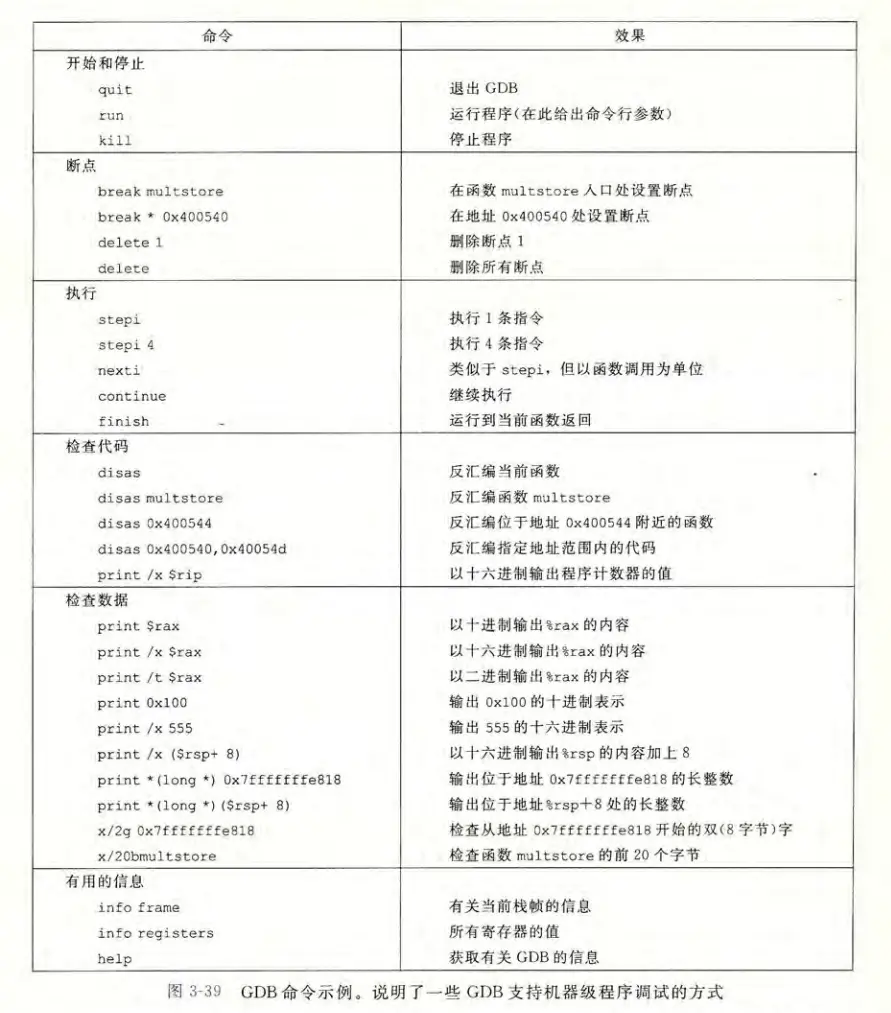 命令 效果
开始和停止
quit 退出 GDB
run 运行程序(在此给出命令行参数)
kill 停止程序
断点
break multstore 在函数 multstore 入口处设置断点
break * 0x400540 在地址 0x400540 处设置断点
delete 1 删除断点 1
delete 删除所有断点
执行
stepi 执行 1 条指令
stepi 4 执行 4 条指令
nexti 类似于 stepi，但以函数调用为单位
continue 继续执行
finish 运行到当前函数返回
检查代码
disas 反汇编当前函数
disas multstore 反汇编函数 multstore
disas 0x400544 反汇编位于地址 0x400544 附近的函数
disas 0x400540,0x40054d 反汇编指定地址范围内的代码
print /x $rip 以十六进制输出程序计数器的值
检查数据
print $rax 以十进制输出%rax 的内容
print /x $rax 以十六进制输出%rax 的内容
print /t $rax 以二进制输出%rax 的内容
print 0x100 输出 0x100 的十进制表示
print /x 555 输出 555 的十六进制表示
print /x ($rsp+ 8) 以十六进制输出%rsp 的内容加上 8
print *(long *) 0x7fffffffe818 输出位于地址 0x7fffffffe818 的长整数
print *(long *)($rsp+ 8) 输出位于地址%rsp+8 处的长整数
x/2g 0x7fffffffe818 检查从地址 0x7fffffffe818 开始的双(8 字节)字
x/20bmultstore 检查函数 multstore 的前 20 个字节
有用的信息
info frame 有关当前栈帧的信息
info registers 所有寄存器的值
help 获取有关 GDB 的信息
图 3-39 GDB 命令示例。说明了一些 GDB 支持机器级程序调试的方式